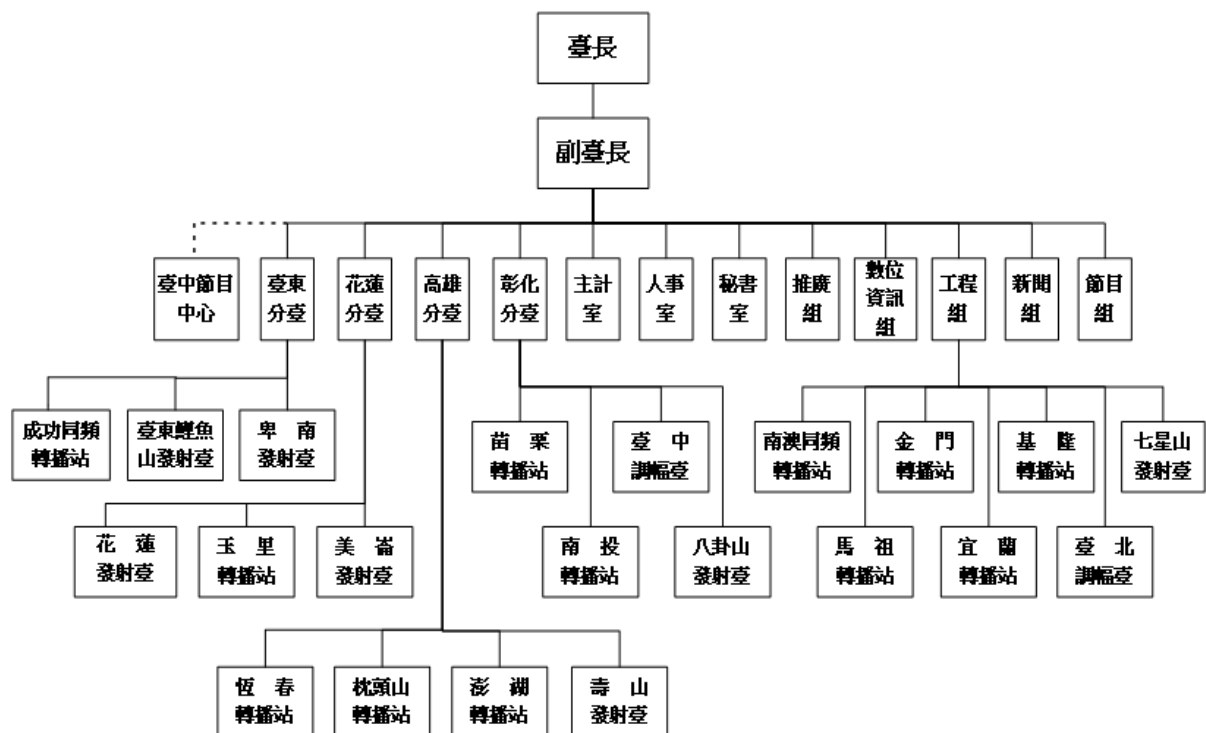 臺長
副臺長
臺中節目
中心
臺東
分臺
花蓮
分臺
高雄
分臺
彰化
分臺
主計
室
人事
室
秘書
室
推廣
組
數位
資訊
組
工程
組
新聞
組
節目
組
成功同頻
轉播站
臺東鯉魚
山發射臺
卑　南
發射臺
苗　栗
轉播站
臺　中
調幅臺
南澳同頻
轉播站
金　門
轉播站
基　隆
轉播站
七星山
發射臺
花　蓮
發射臺
玉　里
轉播站
美　崙
發射臺
南　投
轉播站
八卦山
發射臺
馬　祖
轉播站
宜　蘭
轉播站
臺　北
調幅臺
恆　春
轉播站
枕頭山
轉播站
澎　湖
轉播站
壽　山
發射臺